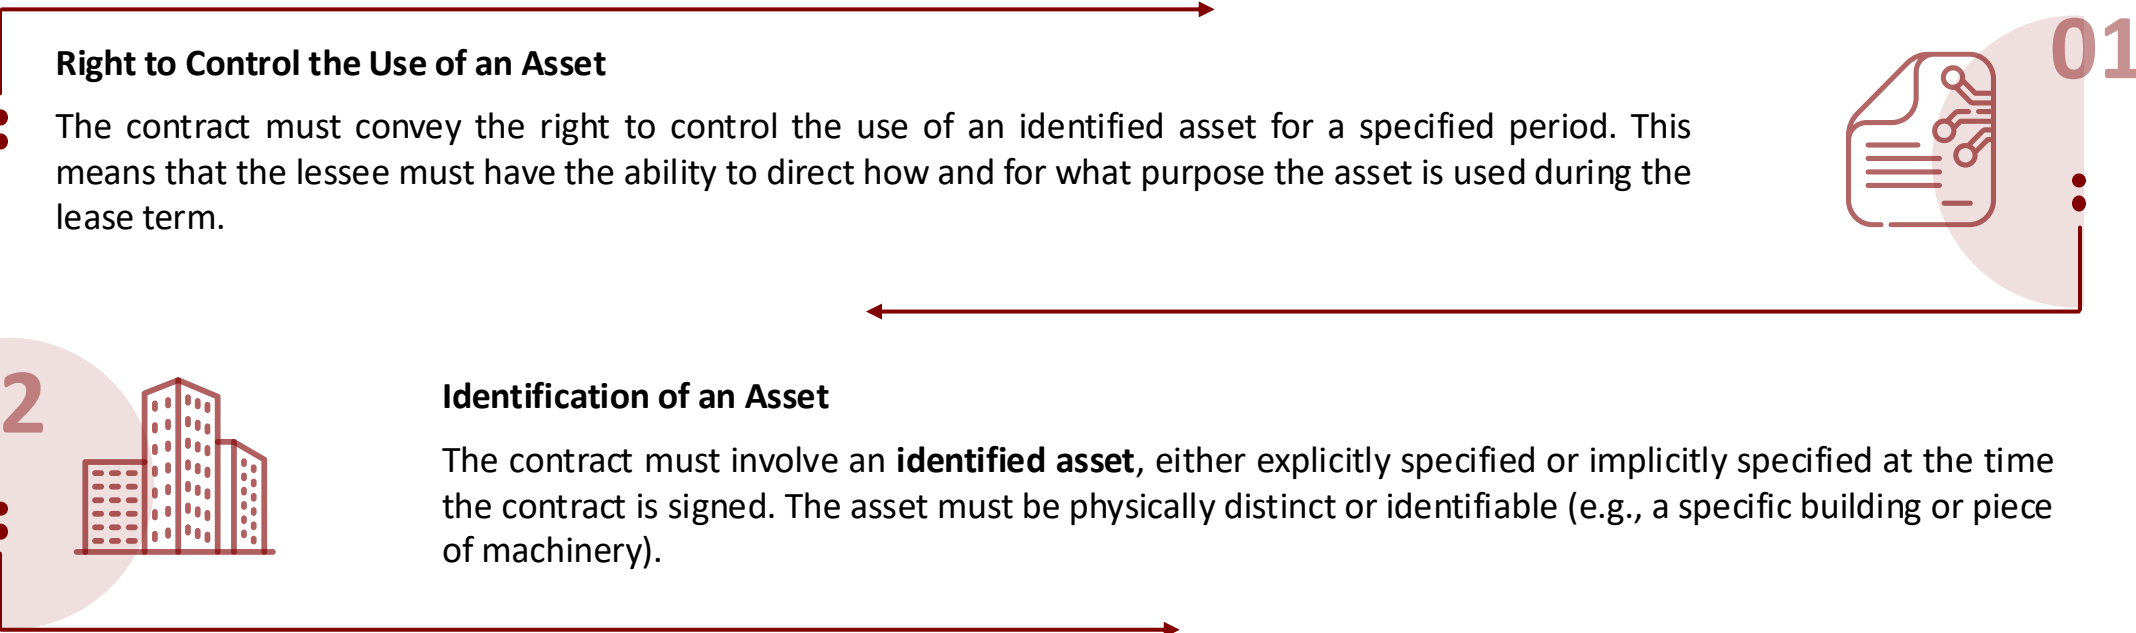 01
Right to Control the Use of an Asset
The contract must convey the right to control the use of an identified asset for a specified period. This
means that the lessee must have the ability to direct how and for what purpose the asset is used during the
lease term.
2
Identification of an Asset
The contract must involve an identified asset, either explicitly specified or implicitly specified at the time
the contract is signed. The asset must be physically distinct or identifiable (e.g., a specific building or piece
of machinery).